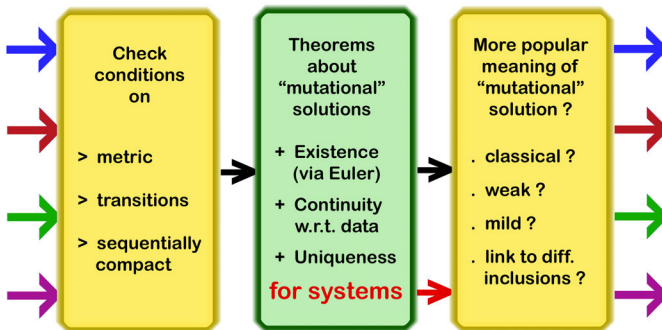 Check
conditions
on
> metric
> transitions
> sequentially
compact
Theorems
about
“mutational”
solutions
+ Existence
(via Euler)
+ Continuity
w.r.t. data
+ Uniqueness
for systems
More popular
meaning of
“mutational”
solution ?
. classical ?
. weak ?
. mild ?
. link to diff.
inclusions ?